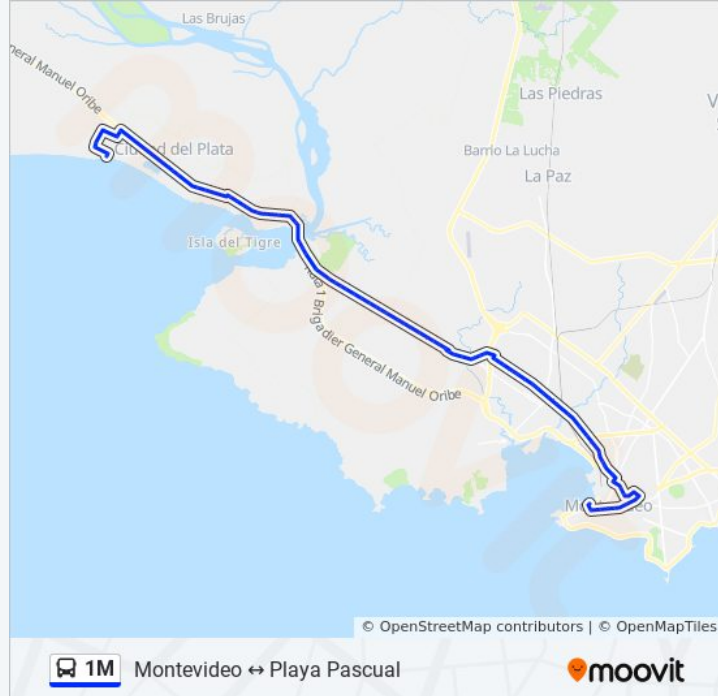 Las Brujas
neral Manuel Oribe
Las Piedras
V
Ciudad del Plata
Barrio La Lucha
La Paz
Isla del Tigre
Ruta 1 Brigadier General Manuel Oribe
Montevideo
© OpenStreetMap contributors | © OpenMapTiles
1M Montevideo ↔ Playa Pascual moovit